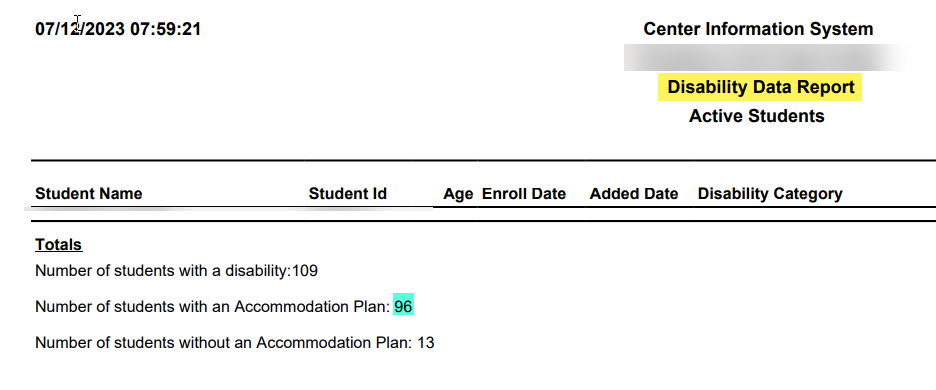 07/12/2023 07:59:21
Center Information System
Disability Data Report
Active Students
Student Name Student Id Age Enroll Date Added Date Disability Category
Totals
Number of students with a disability:109
Number of students with an Accommodation Plan: 96
Number of students without an Accommodation Plan: 13